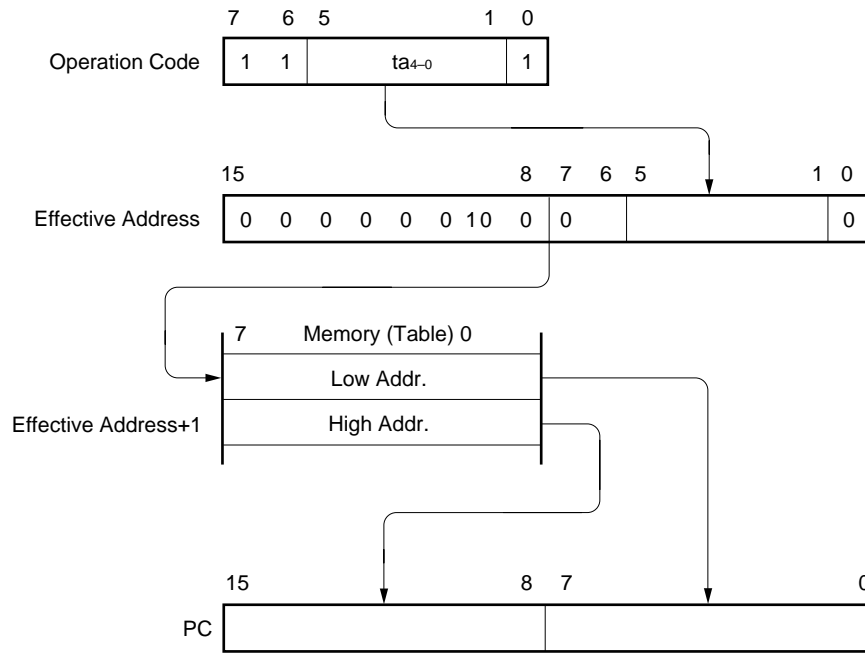 7 6 5 1 0
Operation Code 1 1 ta4–0 1
15 8 7 6 5 1 0
Effective Address 0 0 0 0 0 0 10 0 0 0
7 Memory (Table) 0
Low Addr.
Effective Address+1 High Addr.
15 8 7 0
PC